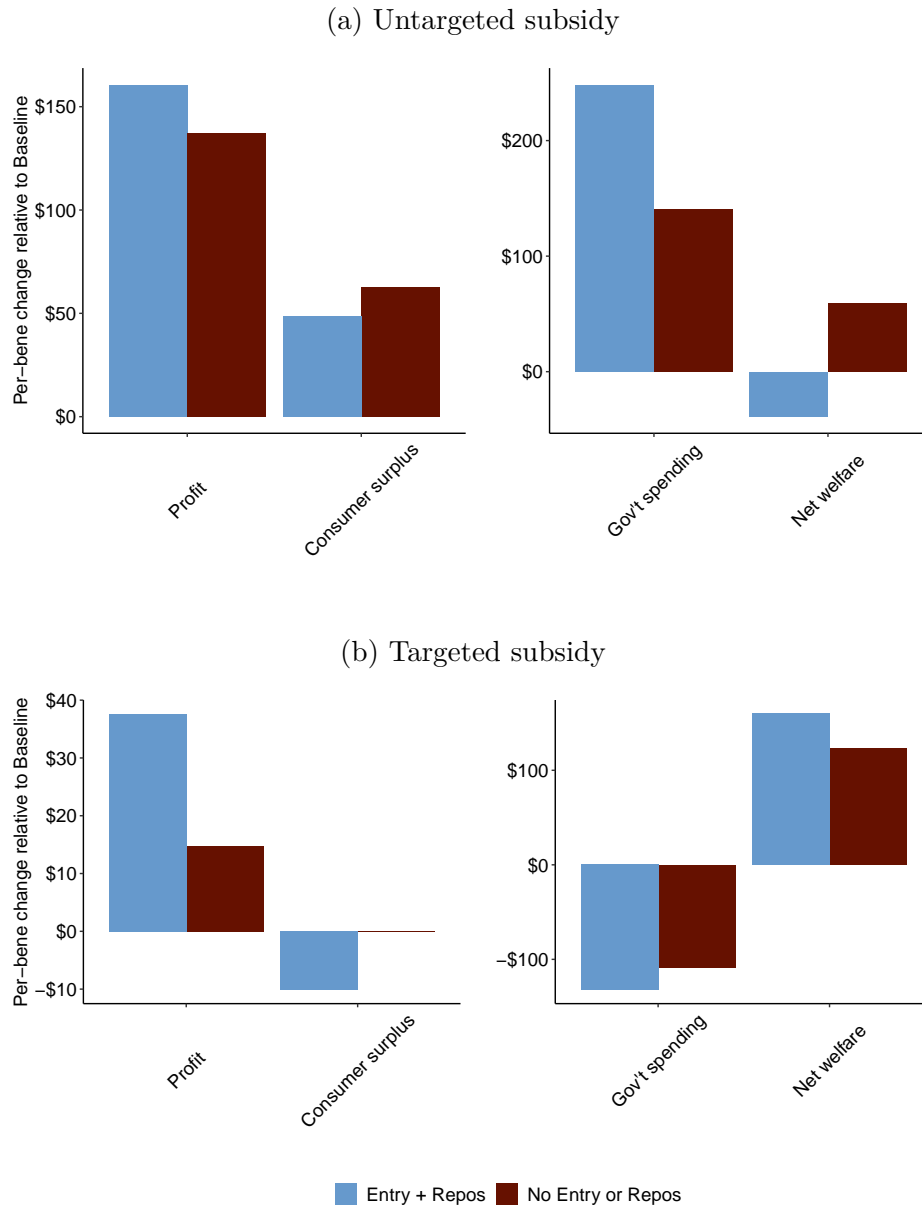 (a) Untargeted subsidy
Per−bene change relative to Baseline
$150
$100
$50
$0
Profit
Consumer surplus
$200
$100
$0
Gov't spending
Net welfare
(b) Targeted subsidy
Per−bene change relative to Baseline
$40
$30
$20
$10
$0
−$10
Profit
Consumer surplus
$100
$0
−$100
Gov't spending
Net welfare
Entry + Repos
No Entry or Repos